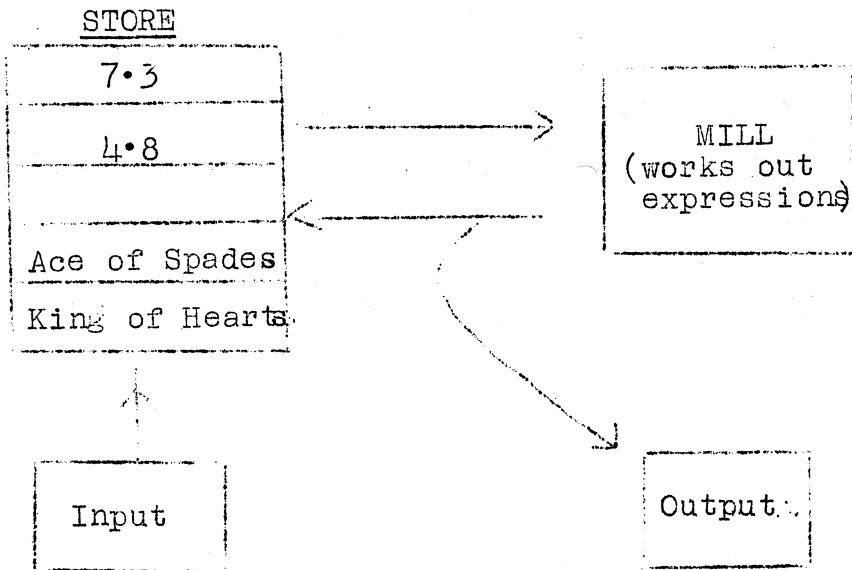 STORE
7·3
4·8
Ace of Spades
King of Hearts
MILL
(works out
expressions)
Input
Output